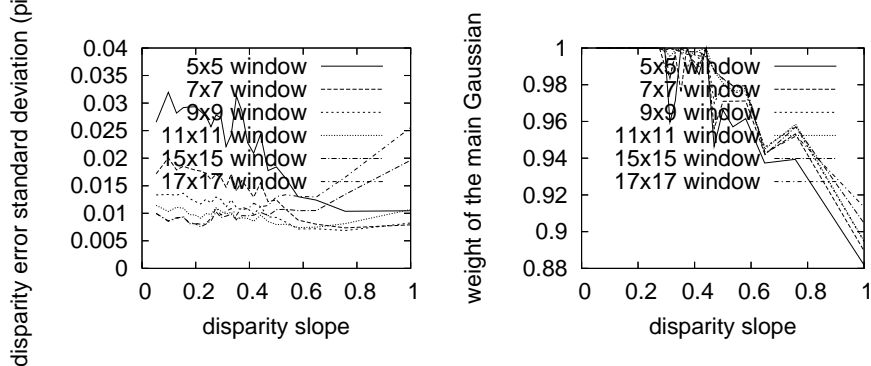 disparity error standard deviation (pi
0.04
0.035
0.03
0.025
0.02
0.015
0.01
0.005
0
0 0.2 0.4 0.6 0.8 1
disparity slope
5x5 window
7x7 window
9x9 window
11x11 window
15x15 window
17x17 window
weight of the main Gaussian
1
0.98
0.96
0.94
0.92
0.9
0.88
0 0.2 0.4 0.6 0.8 1
disparity slope
5x5 window
7x7 window
9x9 window
11x11 window
15x15 window
17x17 window